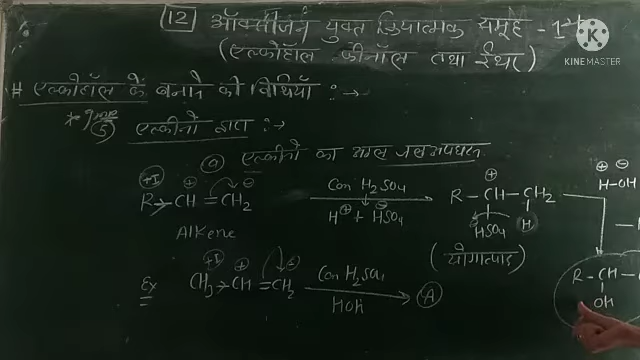 12 ऑक्सीजन युक्त क्रियात्मक समूह - 1
(एल्कोहॉल फीनॉल तथा ईथर)
KINEMASTER
# एल्कोहॉल के बनाने की विधियाँ :→
(5) एल्कीनों द्वारा :→
(a) एल्कीनों का अम्ल जलअपघटन
+I ⊕ ⊖
R→CH=CH₂
Con H₂SO₄
H⊕ + HSO₄⊖
⊕
R-CH-CH₂
HSO₄ H
⊕ ⊖
H-OH
Alkene
(योगोत्पाद)
R-CH-
OH
Ex
+I ⊕ ⊖
CH₃→CH=CH₂
Con H₂SO₄
HOH
A